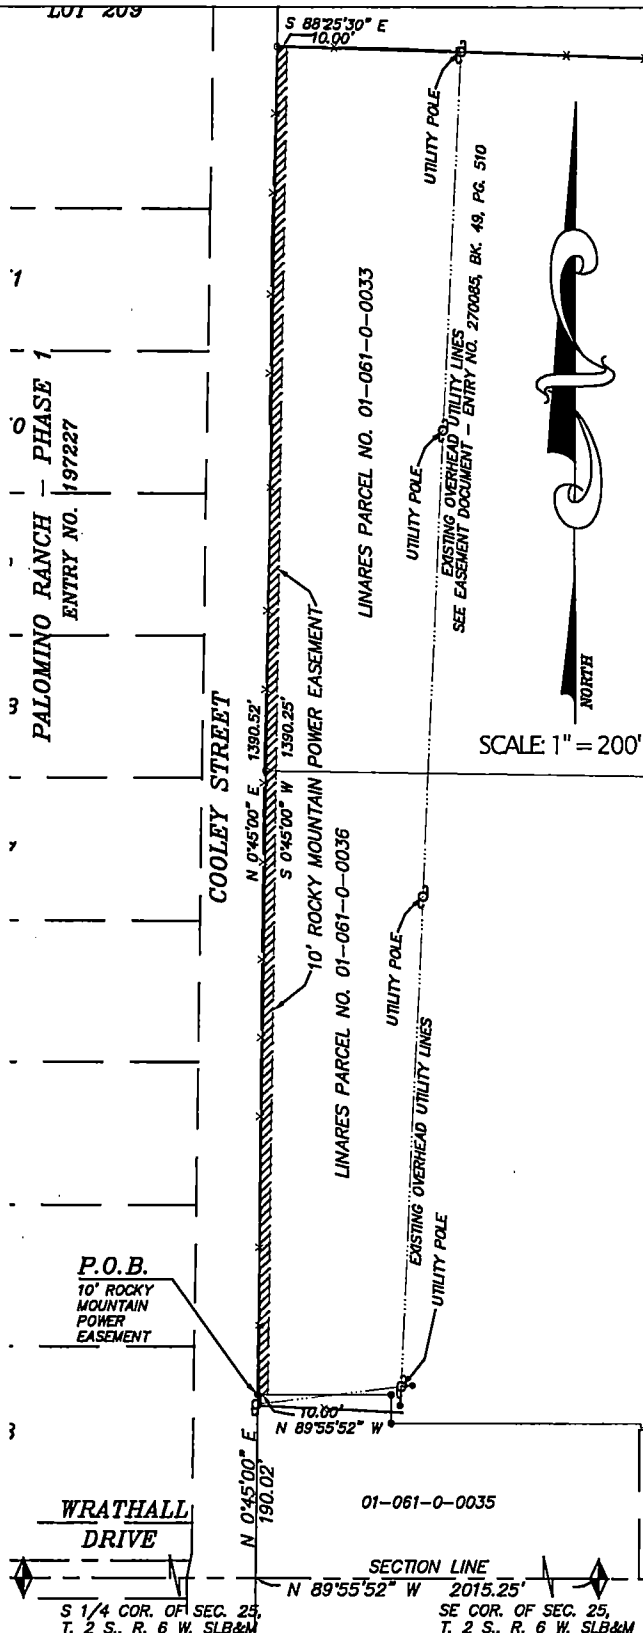 LOT 209
S 88°25'30" E
10.00'
UTILITY POLE
1
PALOMINO RANCH - PHASE 1
ENTRY NO. 197227
LINARES PARCEL NO. 01-061-0-0033
EXISTING OVERHEAD UTILITY LINES
SEE EASEMENT DOCUMENT - ENTRY NO. 270085, BK. 49, PG. 510
UTILITY POLE
NORTH
SCALE: 1" = 200'
COOLEY STREET
N 0°45'00" E 1390.52'
S 0°45'00" W 1390.25'
10' ROCKY MOUNTAIN POWER EASEMENT
LINARES PARCEL NO. 01-061-0-0036
UTILITY POLE
EXISTING OVERHEAD UTILITY LINES
UTILITY POLE
P.O.B.
10' ROCKY
MOUNTAIN
POWER
EASEMENT
10.00'
N 89°55'52" W
N 0°45'00" E
190.02'
01-061-0-0035
WRATHALL
DRIVE
SECTION LINE
N 89°55'52" W 2015.25'
S 1/4 COR. OF SEC. 25,
T. 2 S., R. 6 W. SLB&M
SE COR. OF SEC. 25,
T. 2 S., R. 6 W. SLB&M